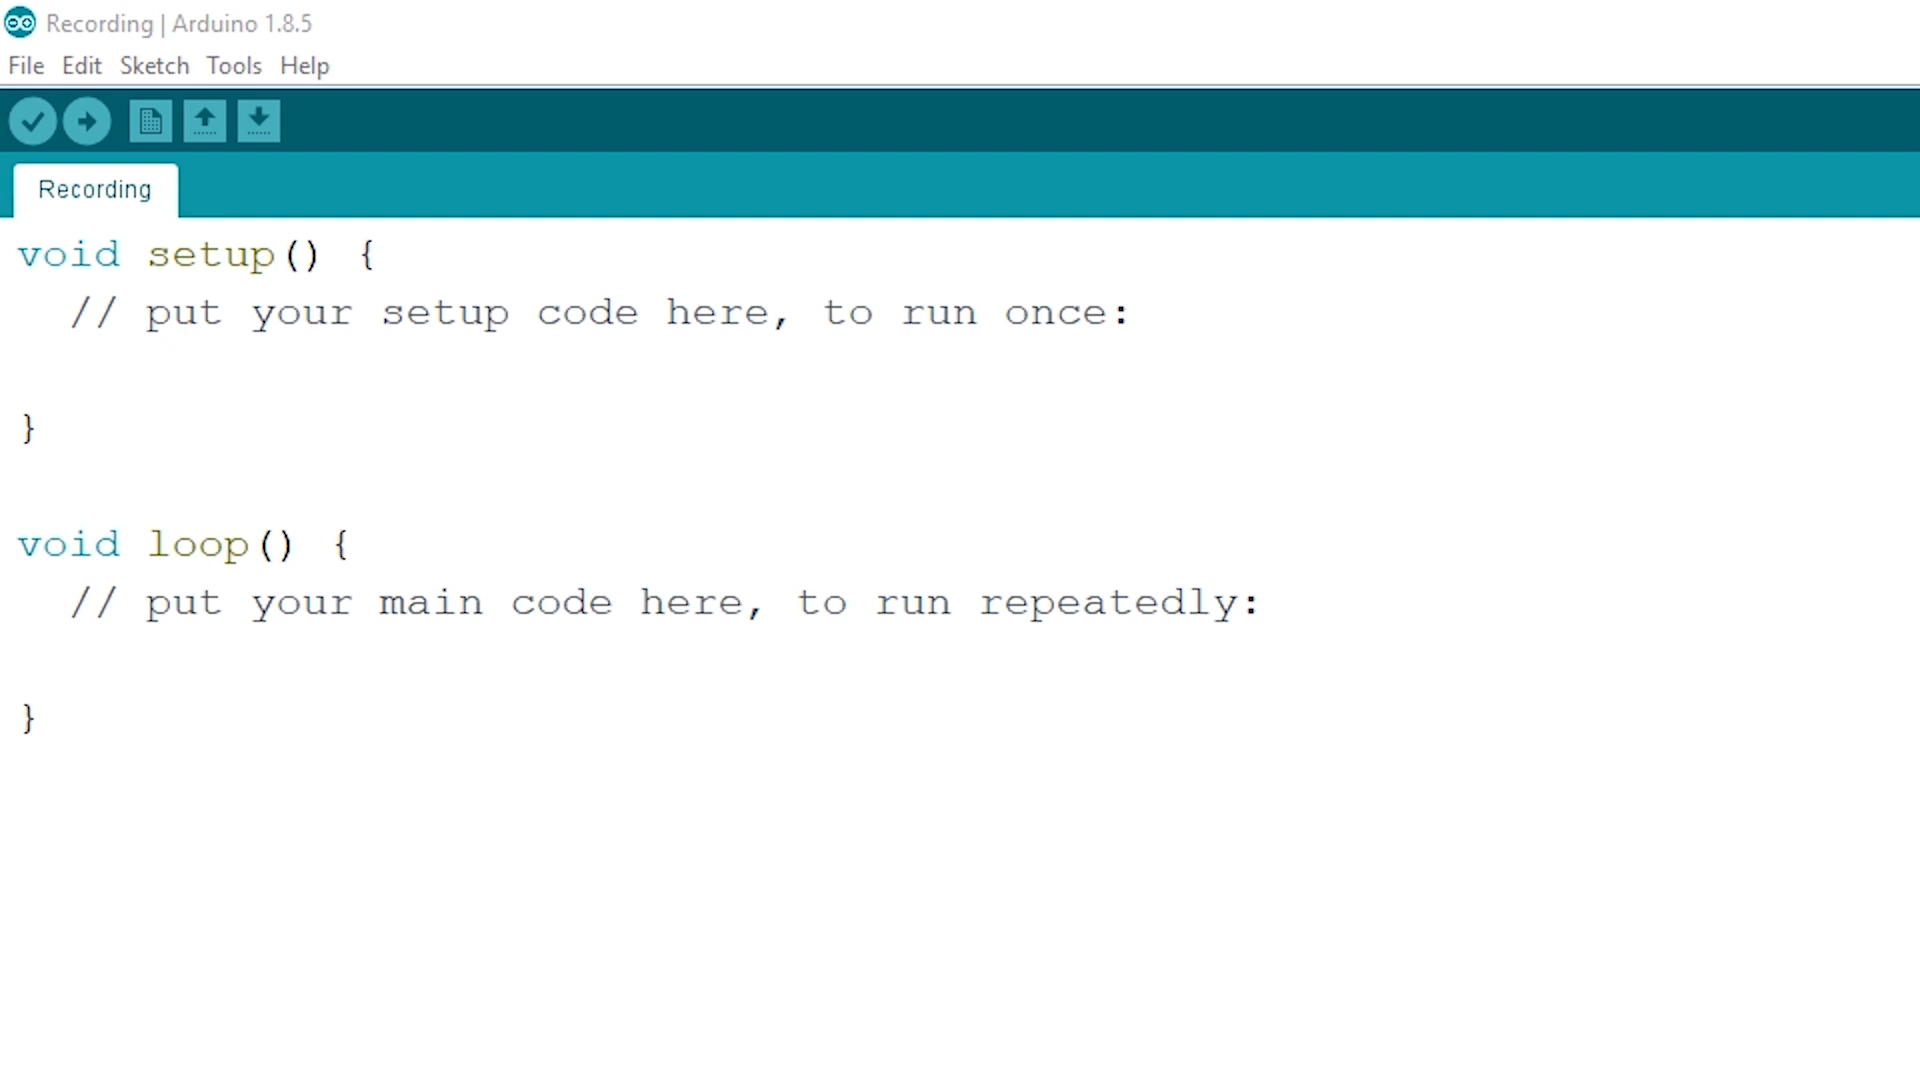 Recording | Arduino 1.8.5
File Edit Sketch Tools Help
Recording
void setup() {
  // put your setup code here, to run once:
}
void loop() {
  // put your main code here, to run repeatedly:
}